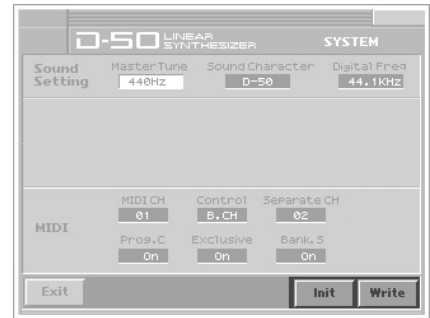 D-50 LINEAR SYNTHESIZER SYSTEM
Sound Setting
MasterTune Sound Character Digital Freq
440Hz D-50 44.1KHz
MIDI
MIDI CH Control Separate CH
01 B.CH 02
Prog.C Exclusive Bank.S
On On On
Exit Init Write